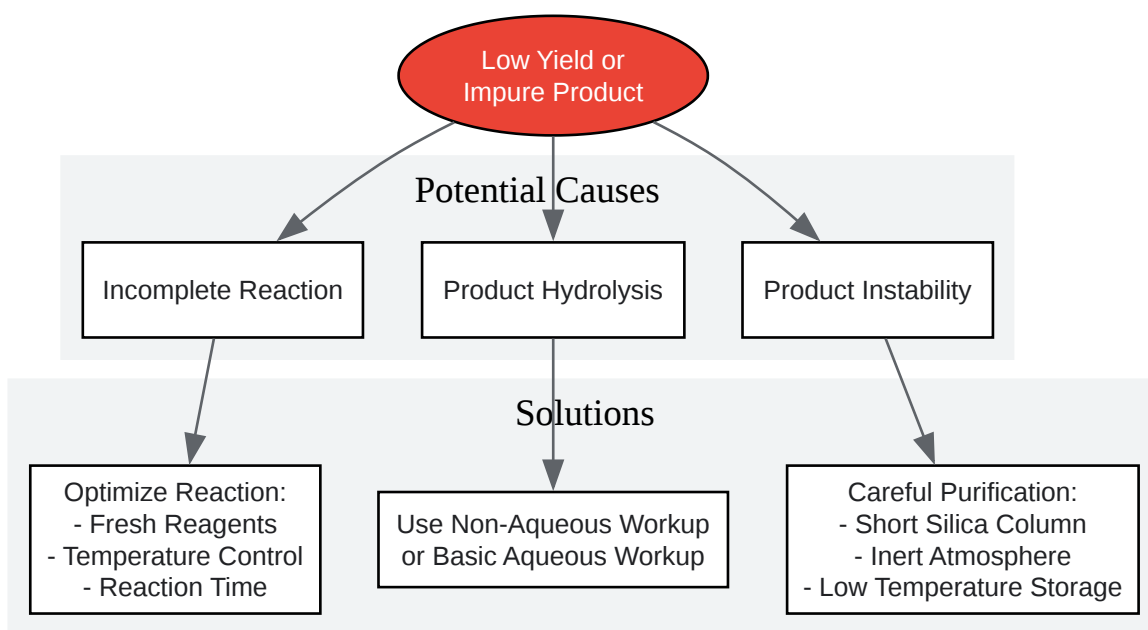 Low Yield or
Impure Product
Potential Causes
Incomplete Reaction
Product Hydrolysis
Product Instability
Solutions
Optimize Reaction:
- Fresh Reagents
- Temperature Control
- Reaction Time
Use Non-Aqueous Workup
or Basic Aqueous Workup
Careful Purification:
- Short Silica Column
- Inert Atmosphere
- Low Temperature Storage